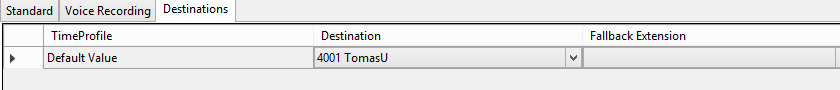 Standard Voice Recording Destinations
TimeProfile Destination Fallback Extension
Default Value 4001 TomasU